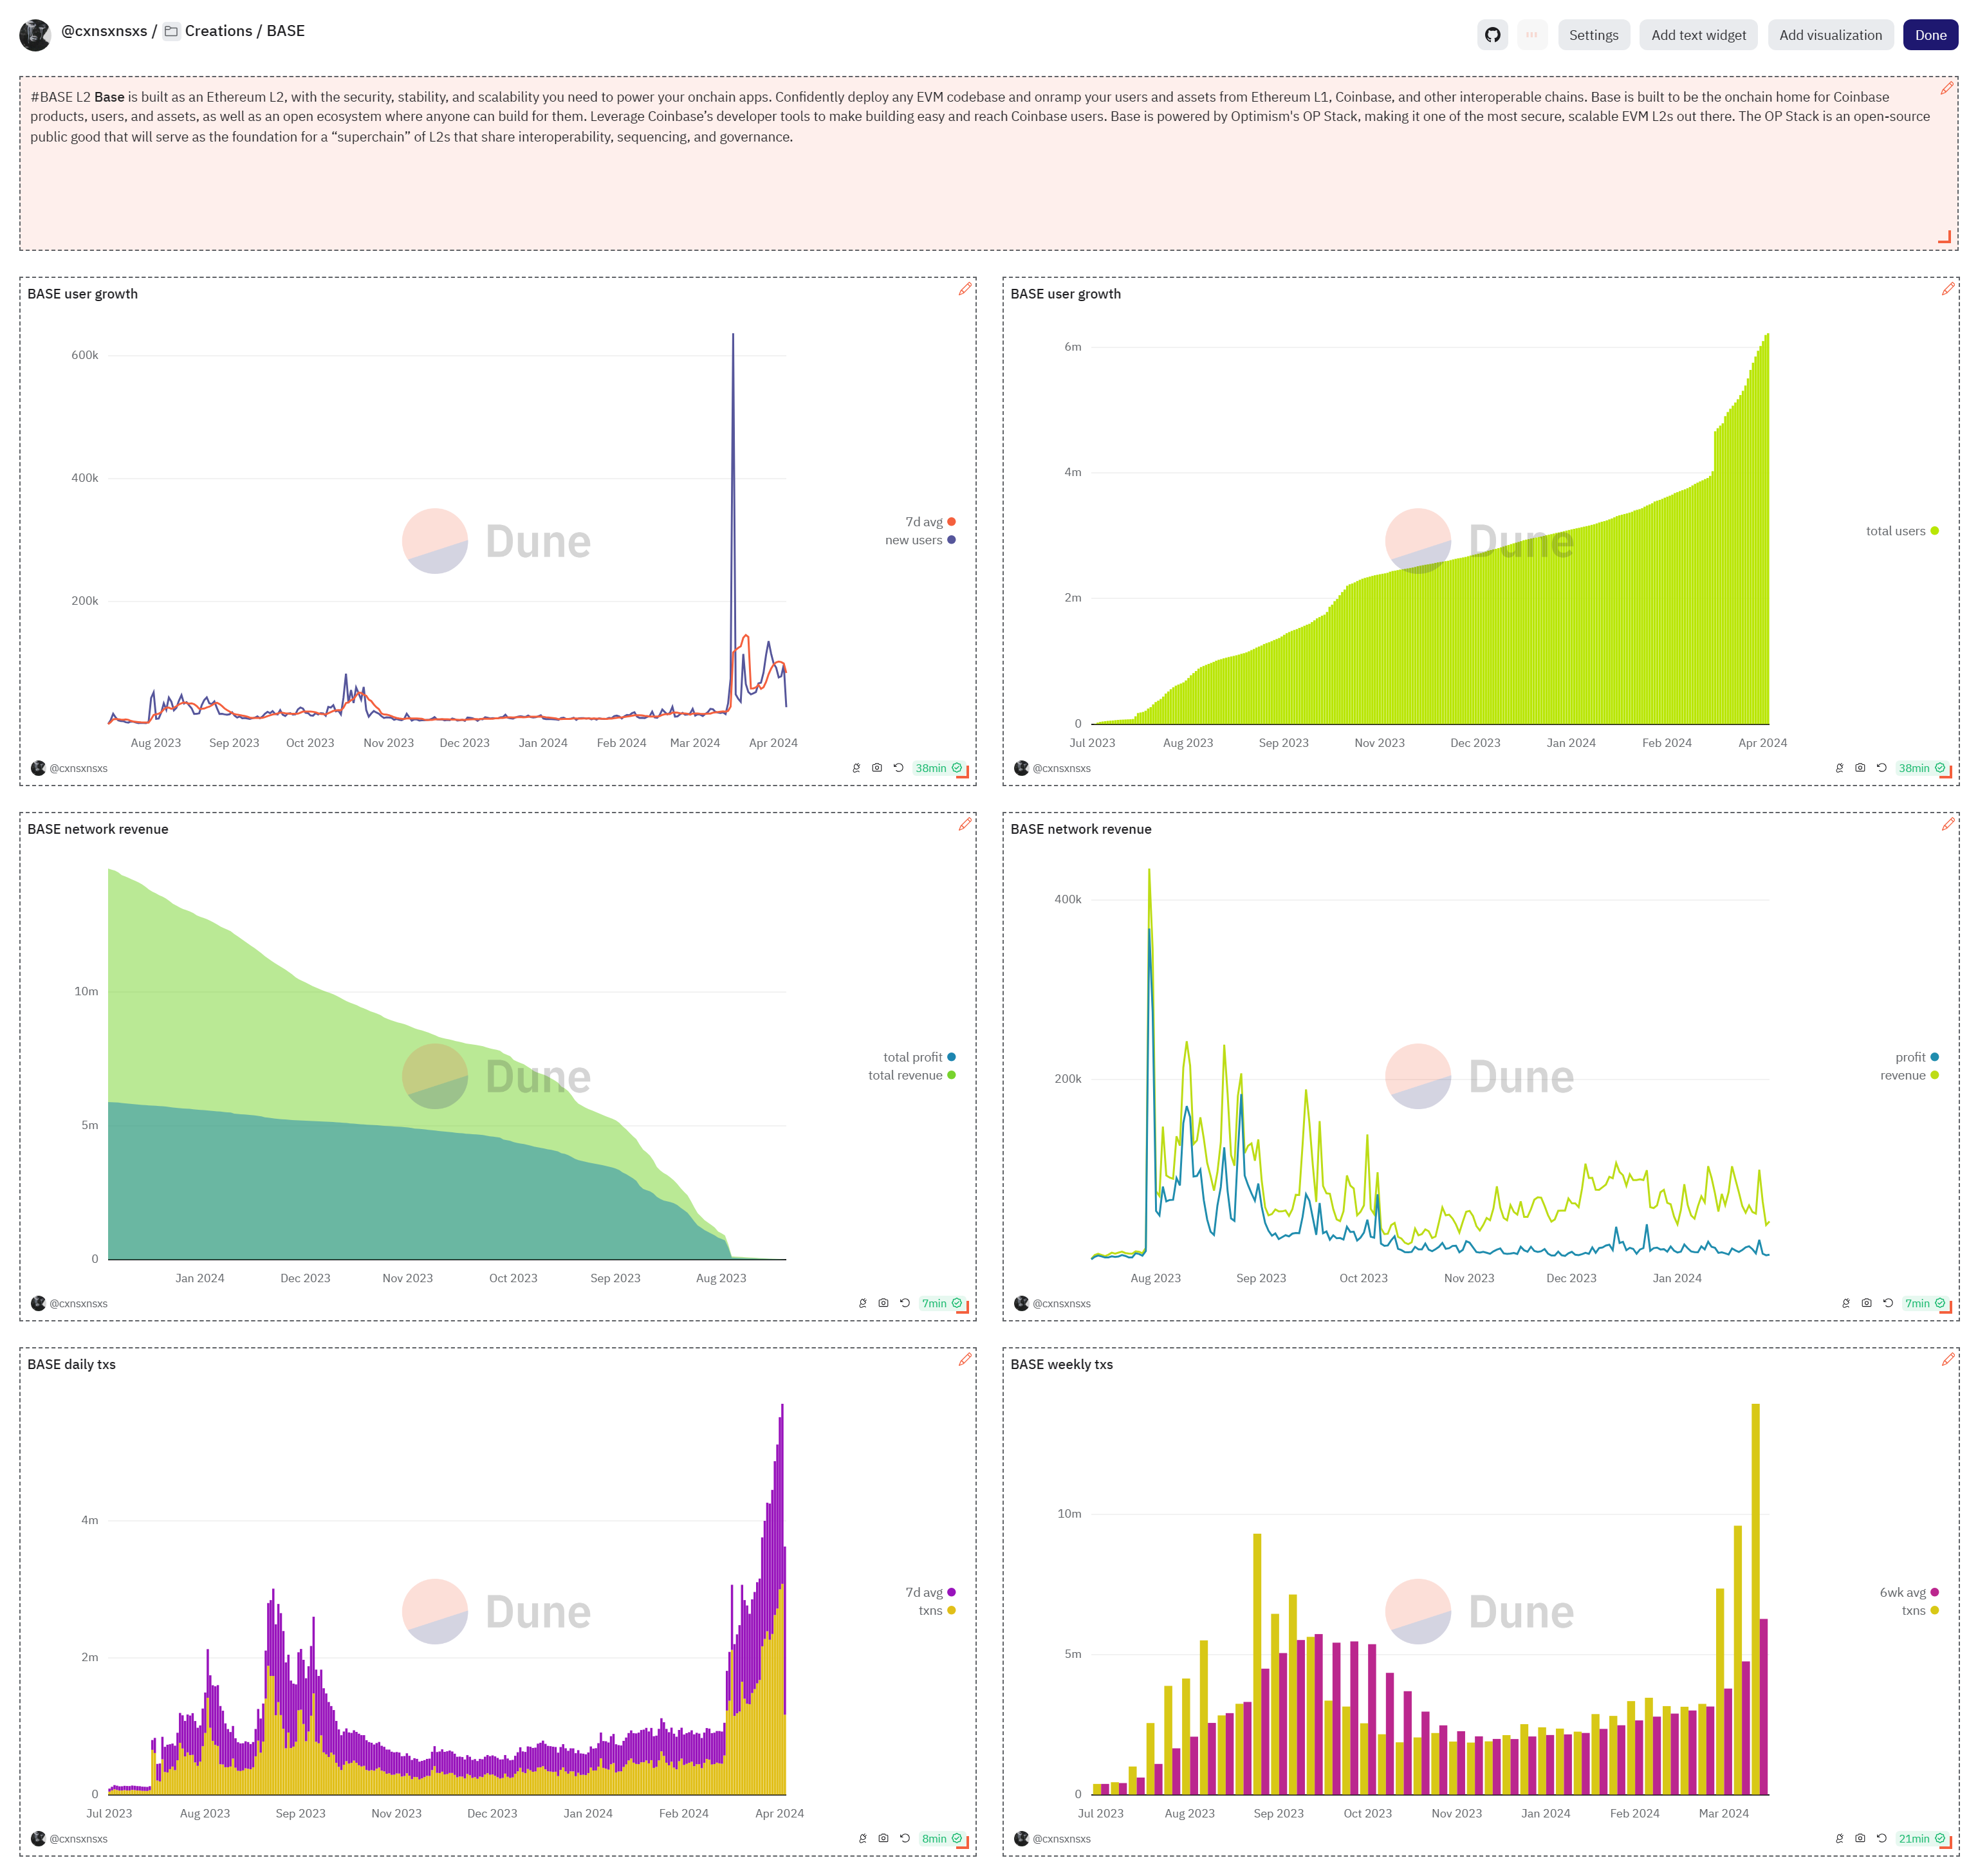 @cxnsxnsxs / Creations / BASE
Settings
Add text widget
Add visualization
Done
#BASE L2 Base is built as an Ethereum L2, with the security, stability, and scalability you need to power your onchain apps. Confidently deploy any EVM codebase and onramp your users and assets from Ethereum L1, Coinbase, and other interoperable chains. Base is built to be the onchain home for Coinbase
products, users, and assets, as well as an open ecosystem where anyone can build for them. Leverage Coinbase’s developer tools to make building easy and reach Coinbase users. Base is powered by Optimism's OP Stack, making it one of the most secure, scalable EVM L2s out there. The OP Stack is an open-source
public good that will serve as the foundation for a “superchain” of L2s that share interoperability, sequencing, and governance.
BASE user growth
600k
400k
200k
Dune
7d avg
new users
Aug 2023 Sep 2023 Oct 2023 Nov 2023 Dec 2023 Jan 2024 Feb 2024 Mar 2024 Apr 2024
@cxnsxnsxs
38min
BASE user growth
6m
4m
2m
0
Dune
total users
Jul 2023 Aug 2023 Sep 2023 Nov 2023 Dec 2023 Jan 2024 Feb 2024 Apr 2024
@cxnsxnsxs
38min
BASE network revenue
10m
5m
0
Dune
total profit
total revenue
Jan 2024 Dec 2023 Nov 2023 Oct 2023 Sep 2023 Aug 2023
@cxnsxnsxs
7min
BASE network revenue
400k
200k
Dune
profit
revenue
Aug 2023 Sep 2023 Oct 2023 Nov 2023 Dec 2023 Jan 2024
@cxnsxnsxs
7min
BASE daily txs
4m
2m
0
Dune
7d avg
txns
Jul 2023 Aug 2023 Sep 2023 Nov 2023 Dec 2023 Jan 2024 Feb 2024 Apr 2024
@cxnsxnsxs
8min
BASE weekly txs
10m
5m
0
Dune
6wk avg
txns
Jul 2023 Aug 2023 Sep 2023 Oct 2023 Nov 2023 Jan 2024 Feb 2024 Mar 2024
@cxnsxnsxs
21min